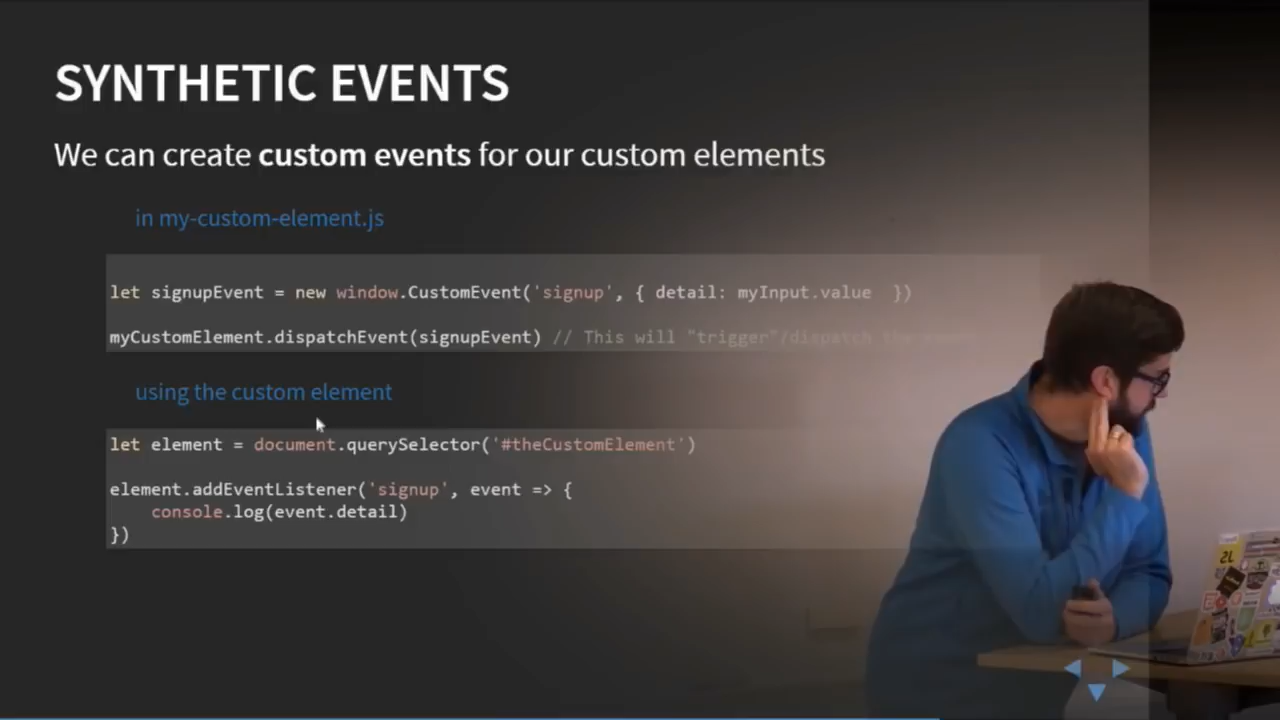 SYNTHETIC EVENTS
We can create custom events for our custom elements
in my-custom-element.js
let signupEvent = new window.CustomEvent('signup', { detail: myInput.value  })
myCustomElement.dispatchEvent(signupEvent) // This will "trigger"/dispatch the
using the custom element
let element = document.querySelector('#theCustomElement')
element.addEventListener('signup', event => {
    console.log(event.detail)
})
2L